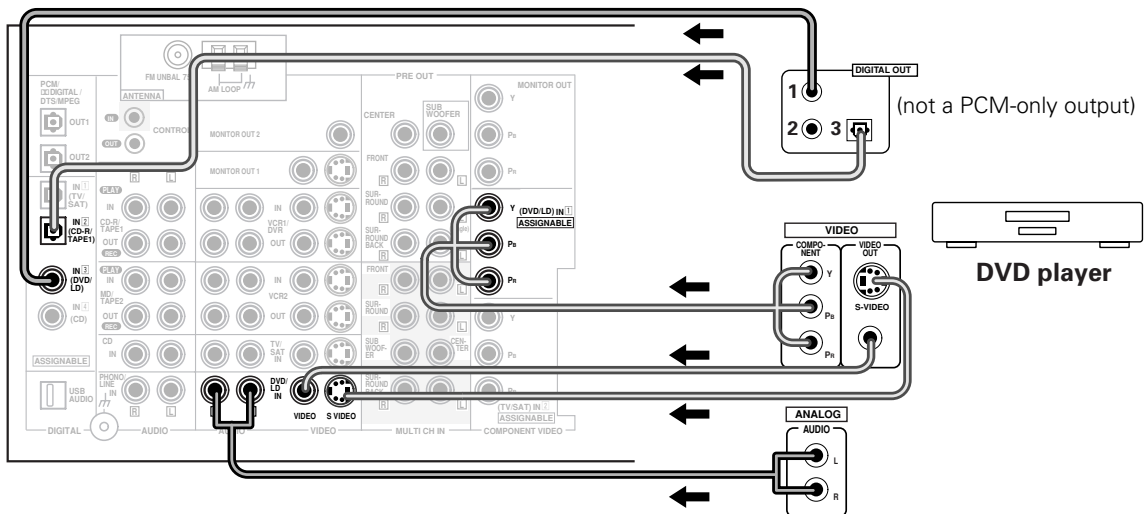 PCM/
DIGITAL /
DTS/MPEG
OUT1
OUT2
IN 1
(TV/
SAT)
IN 2
(CD-R/
TAPE1)
IN 3
(DVD/
LD)
IN 4
(CD)
ASSIGNABLE
USB
AUDIO
DIGITAL
FM UNBAL 75
AM LOOP
ANTENNA
IN
CONTROL
OUT
R
L
PLAY
IN
CD-R/
TAPE1
OUT
REC
PLAY
IN
MD/
TAPE2
OUT
REC
CD
IN
PHONO/
LINE
IN
R
L
AUDIO
MONITOR OUT 2
MONITOR OUT 1
IN
VCR1/
DVR
OUT
IN
VCR2
OUT
TV/
SAT
IN
DVD/
LD
IN
VIDEO
S VIDEO
AUDIO
VIDEO
PRE OUT
CENTER
SUB
WOOFER
FRONT
R
L
SUR-
ROUND
R
L
SUR-
ROUND
BACK
R
L
FRONT
R
L
SUR-
ROUND
R
L
SUB
WOOF-
ER
CEN-
TER
SUR-
ROUND
BACK
R
L
MULTI CH IN
MONITOR OUT
Y
PB
PR
Y
(DVD/LD) IN 1
ASSIGNABLE
PB
PR
Y
PB
PR
(TV/SAT) IN 2
ASSIGNABLE
COMPONENT VIDEO
DIGITAL OUT
1
2
3
(not a PCM-only output)
VIDEO
COMPO-
NENT
Y
PB
PR
VIDEO
OUT
S-VIDEO
DVD player
ANALOG
AUDIO
L
R